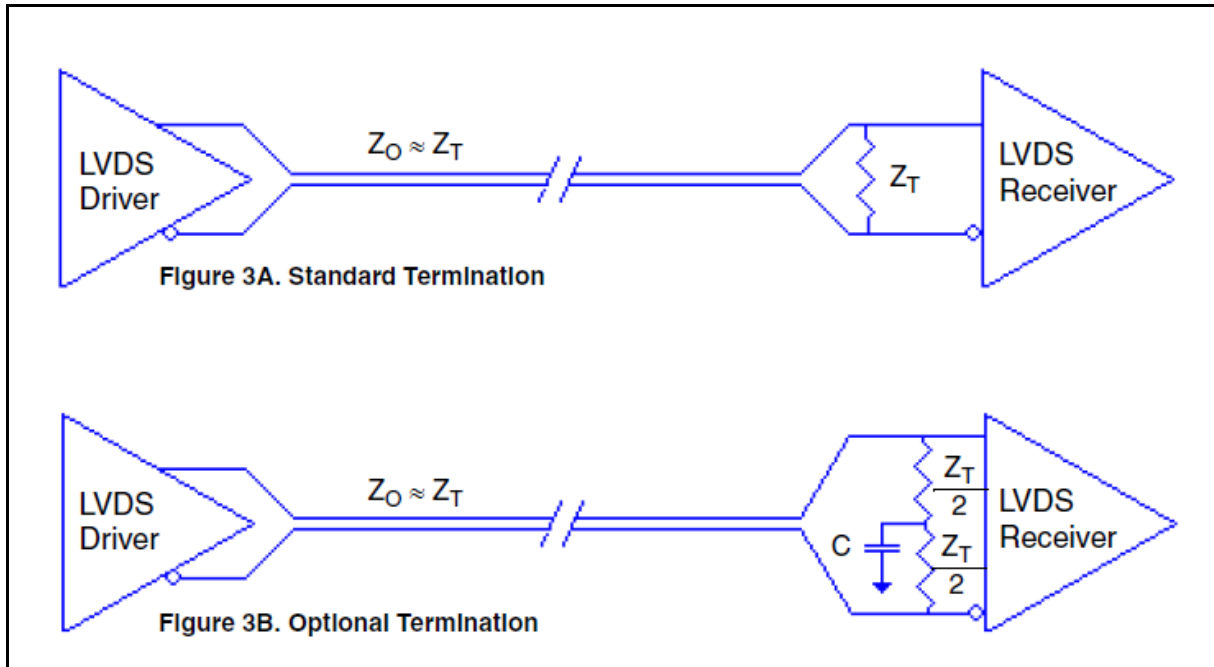 LVDS
Driver
Z_O ≈ Z_T
Z_T
LVDS
Receiver
Figure 3A. Standard Termination
LVDS
Driver
Z_O ≈ Z_T
C
Z_T
2
Z_T
2
LVDS
Receiver
Figure 3B. Optional Termination